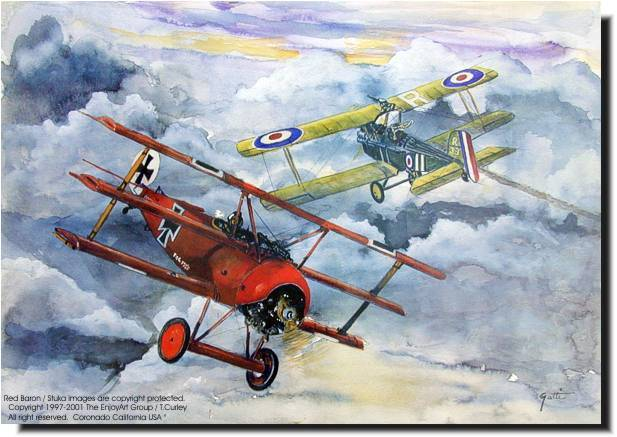 R
R
33
Gatti
Red Baron / Stuka images are copyright protected.
Copyright 1997-2001 The EnjoyArt Group / T.Curley
All right reserved. Coronado California USA *